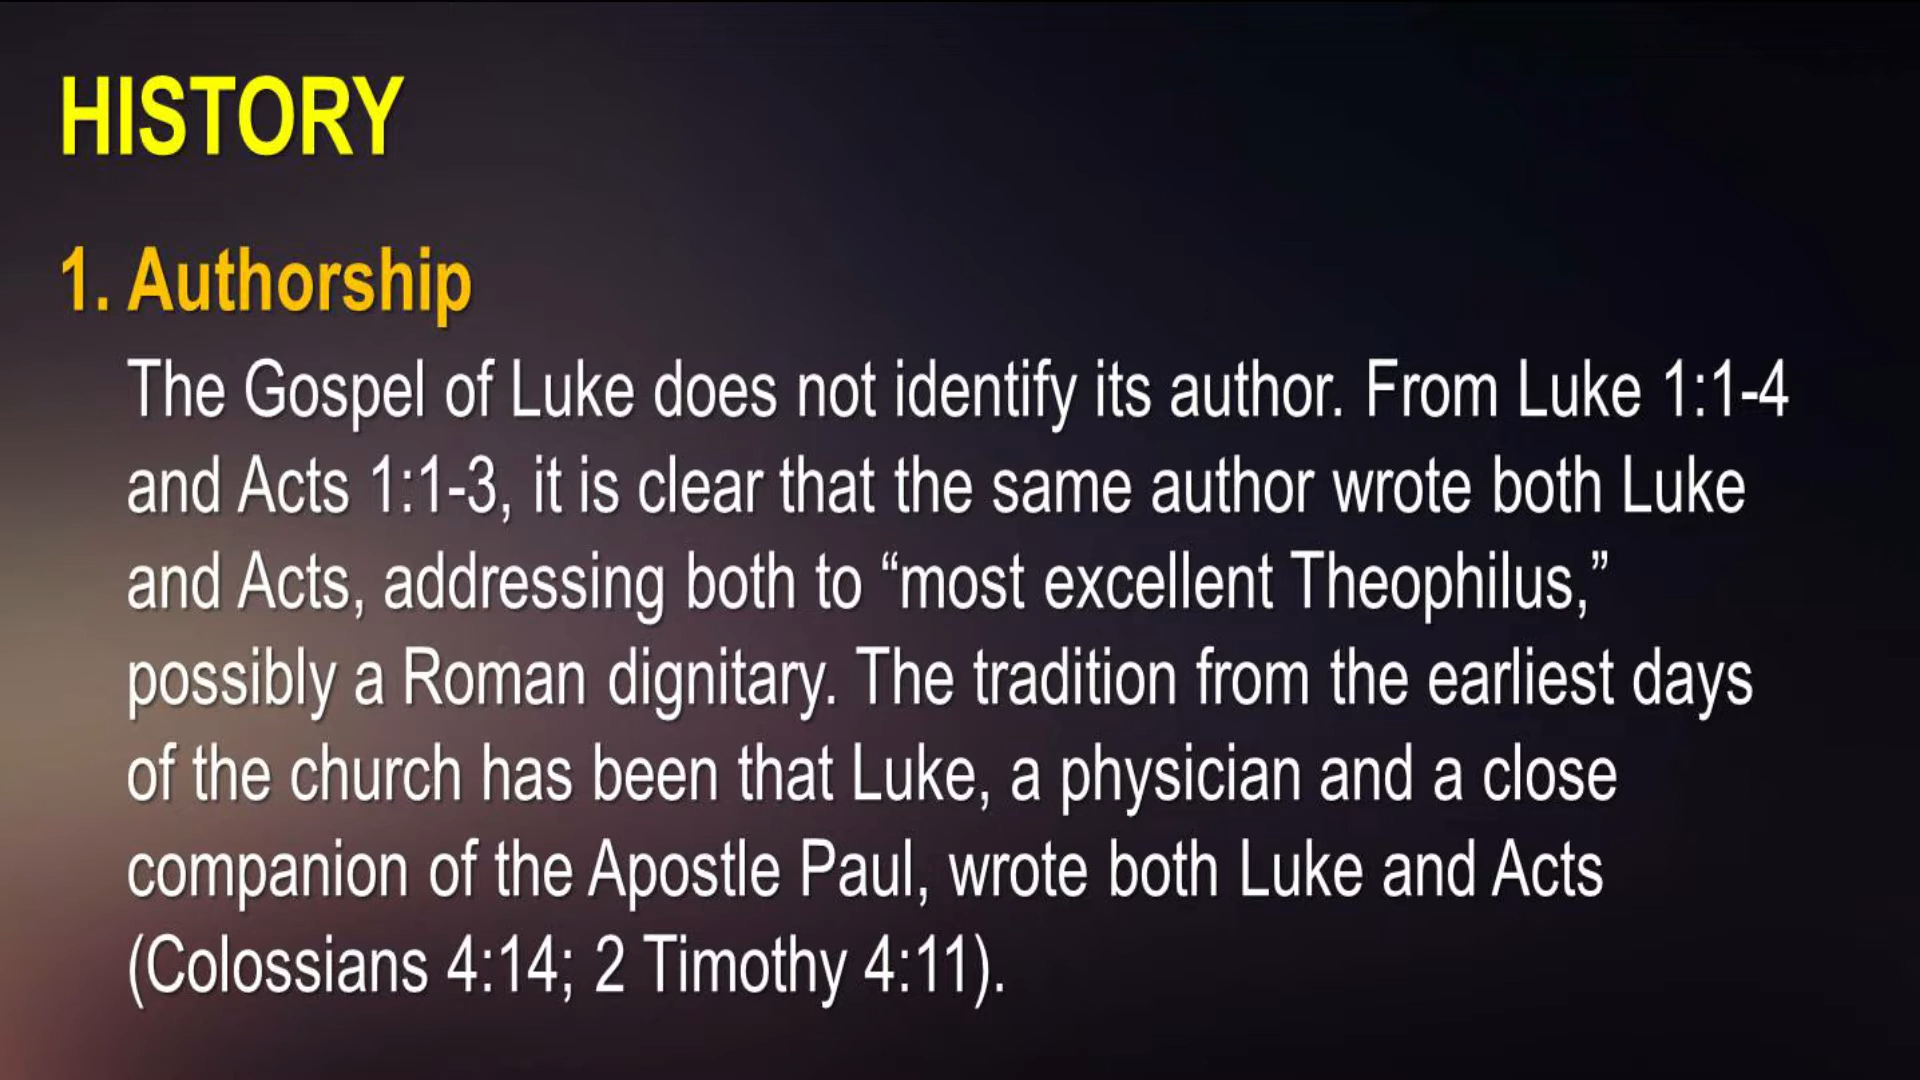 HISTORY
1. Authorship
The Gospel of Luke does not identify its author. From Luke 1:1-4
and Acts 1:1-3, it is clear that the same author wrote both Luke
and Acts, addressing both to “most excellent Theophilus,”
possibly a Roman dignitary. The tradition from the earliest days
of the church has been that Luke, a physician and a close
companion of the Apostle Paul, wrote both Luke and Acts
(Colossians 4:14; 2 Timothy 4:11).